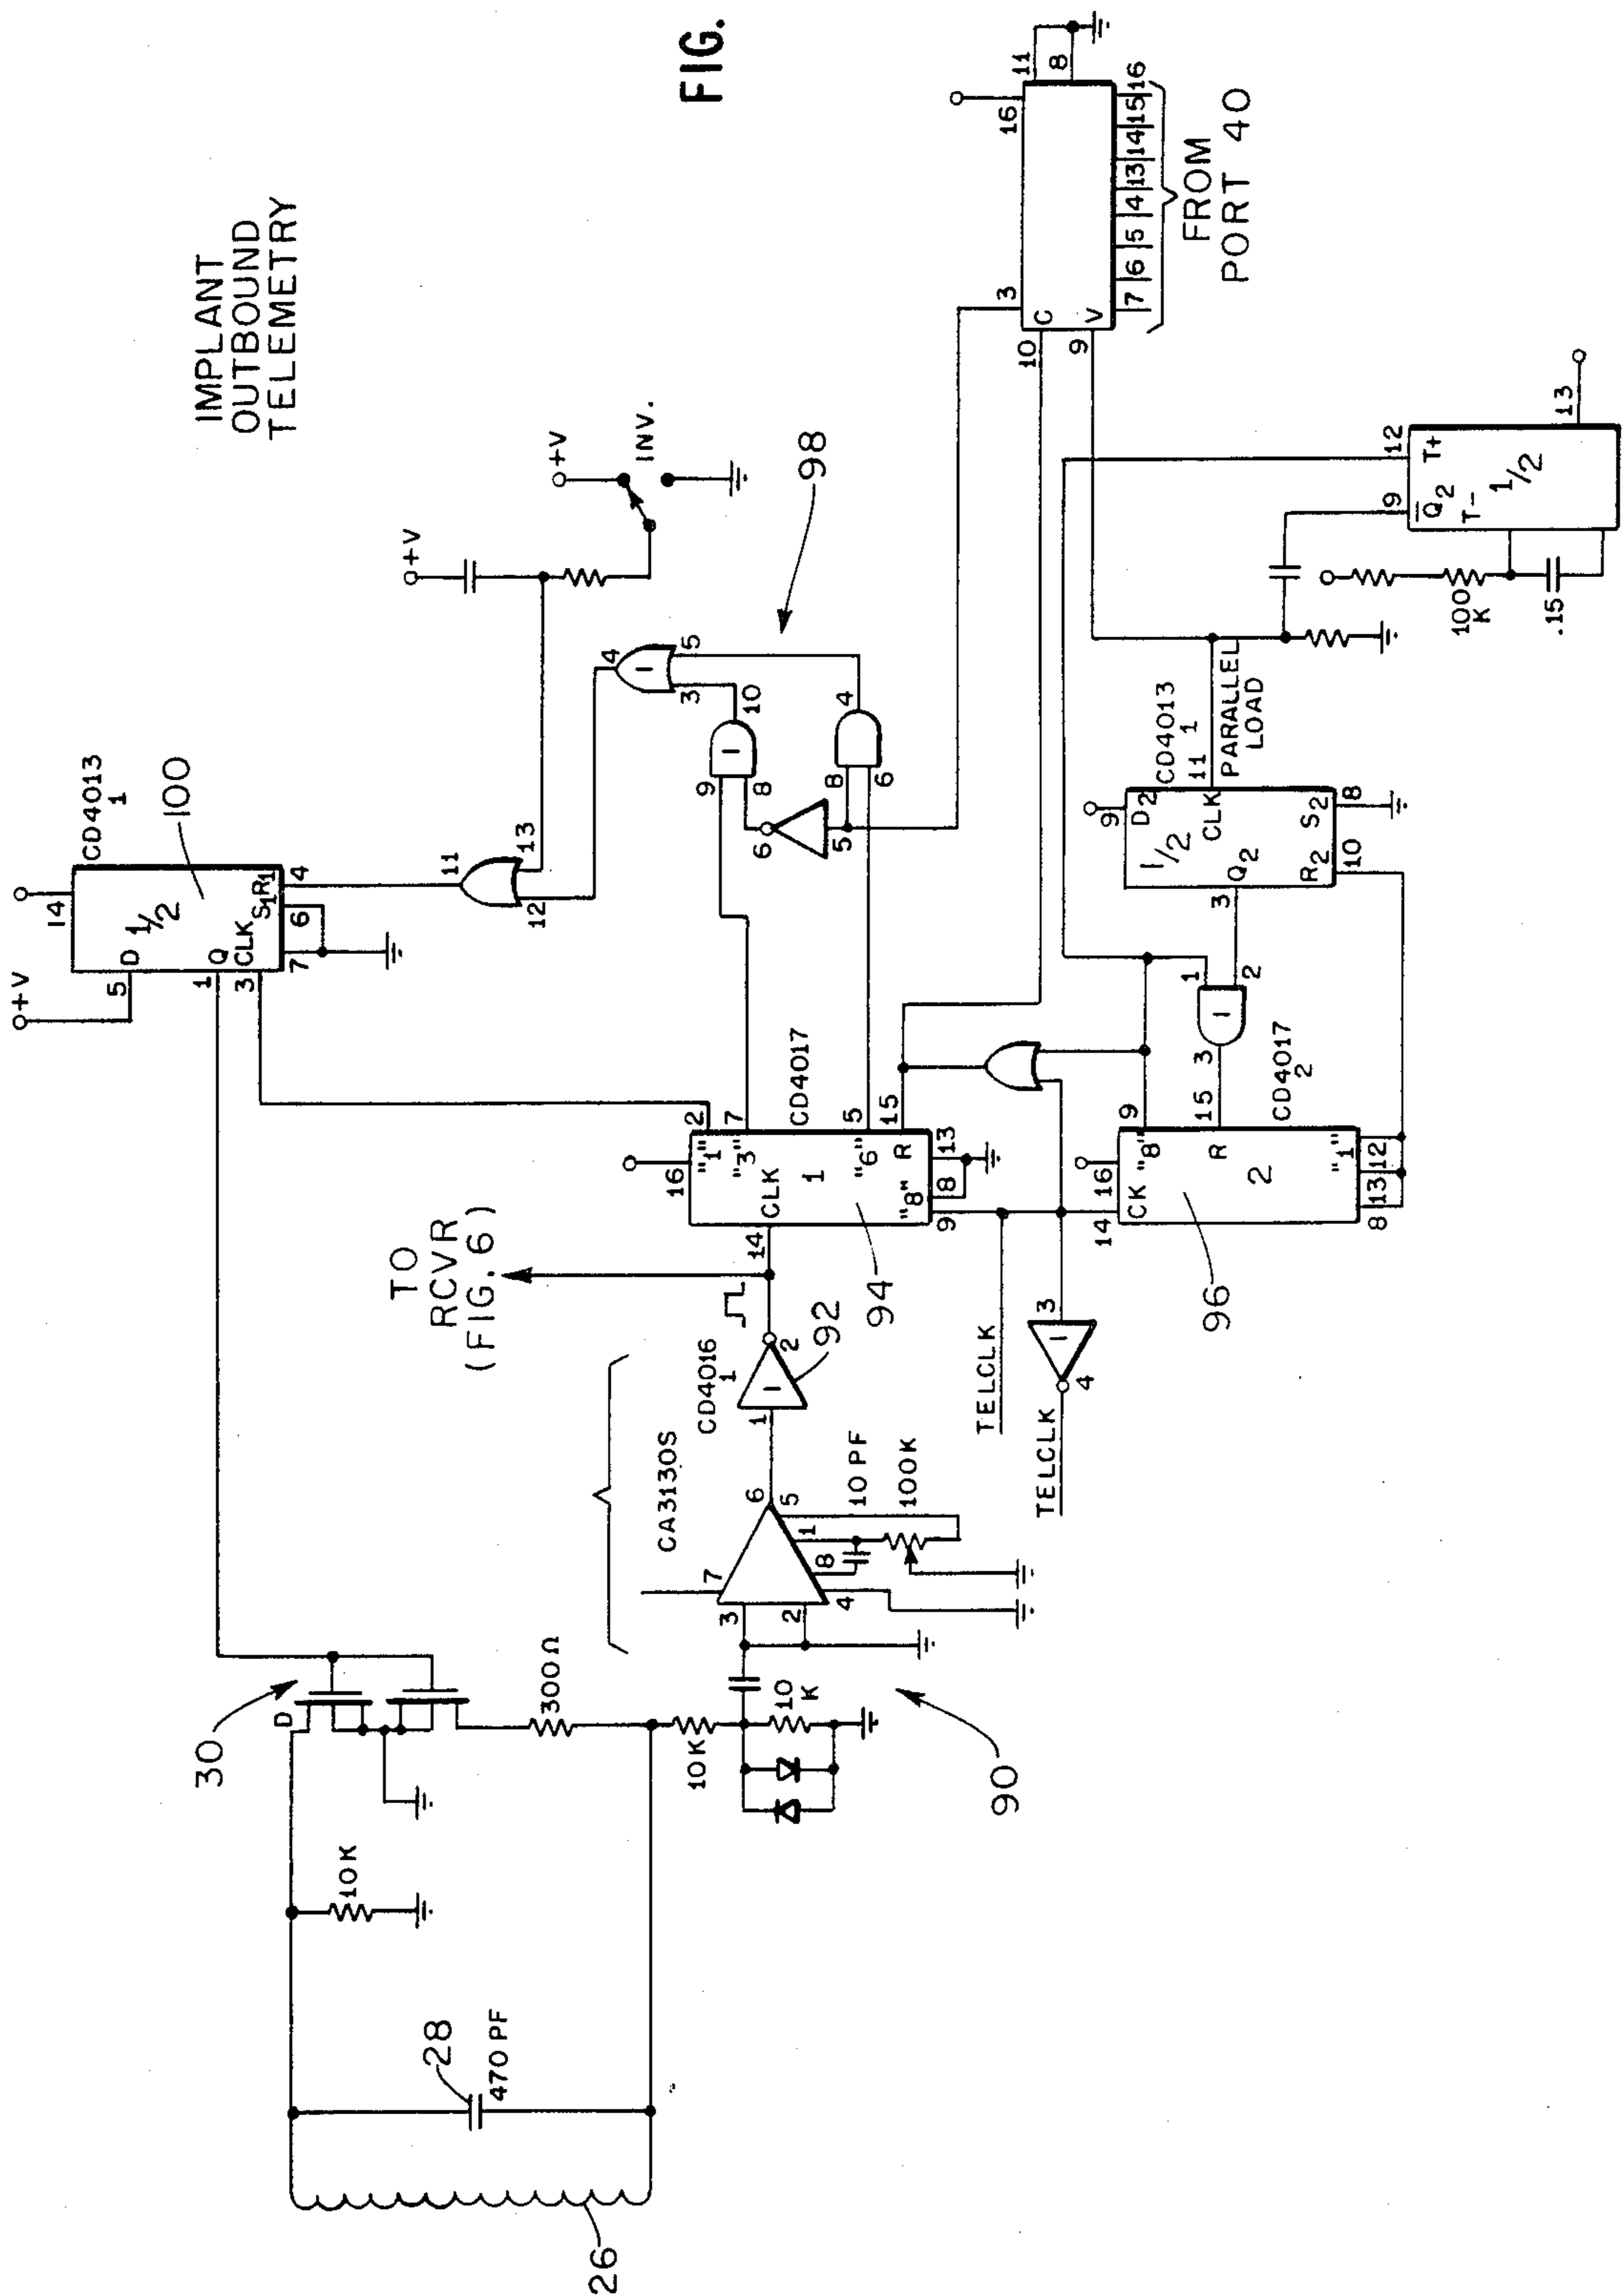 IMPLANT
OUTBOUND
TELEMETRY
FIG.
26
28
470 PF
10K
30
D
300Ω
10K
10
K
90
CA3130S
7
3
2
4
6
5
1
8
10 PF
100K
CD4016
1
1
1
2
92
TO
RCVR
(FIG. 6)
+V
5
D
14
1/2
CD4013
1
100
1
Q
3
CLK
S1
R1
7
6
4
11
12
13
+V
+V
INV.
98
4
1
3
5
10
1
9
8
4
8
6
6
5
CD4017
16
14
CLK
1
"1"
2
"3"
7
"6"
5
R
15
"8"
9
8
13
94
TELCLK
TELCLK
1
3
4
CD4017
2
16
14
CK
"8"
9
R
15
2
"1"
8
13
12
96
3
1
1
2
CD4013
1
9
D2
1/2
CLK
11
Q2
3
S2
8
R2
10
PARALLEL
LOAD
16
11
8
3
C
10
V
9
7
6
5
4
13
14
15
16
FROM
PORT 40
9
Q2
T-
12
T+
1/2
13
100
K
.15